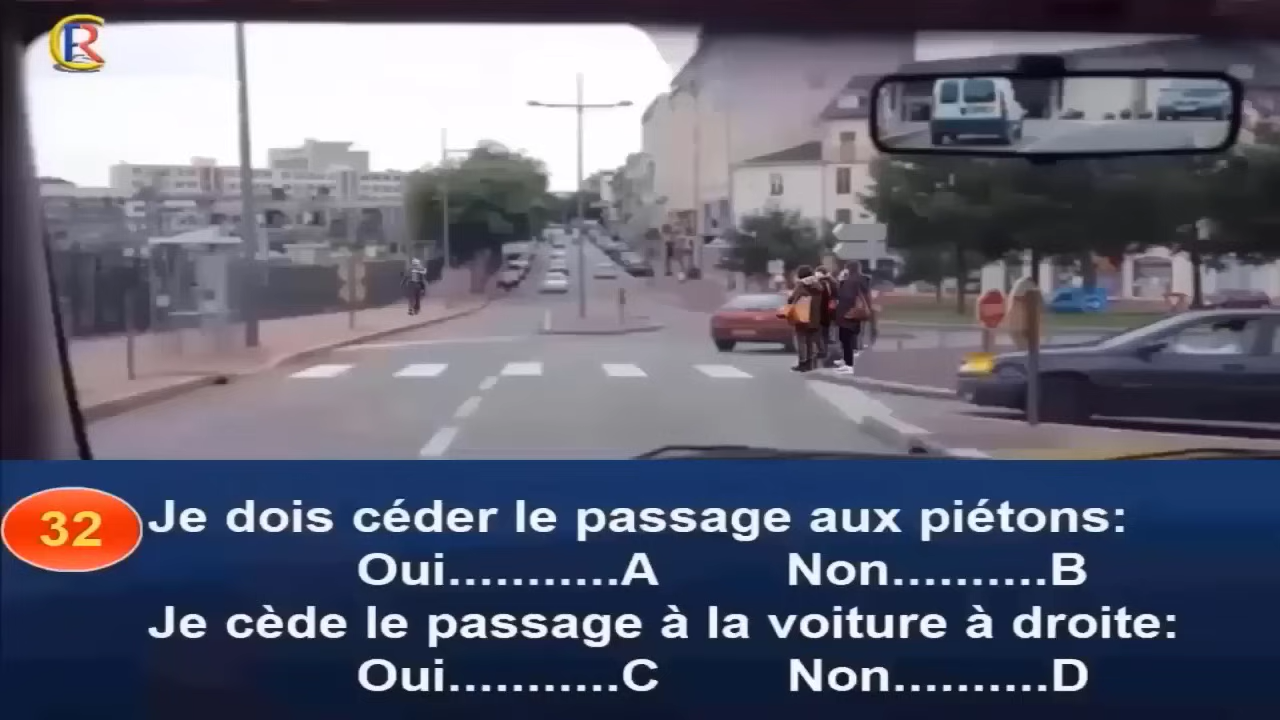 CFR
32
Je dois céder le passage aux piétons:
Oui...........A Non..........B
Je cède le passage à la voiture à droite:
Oui...........C Non..........D